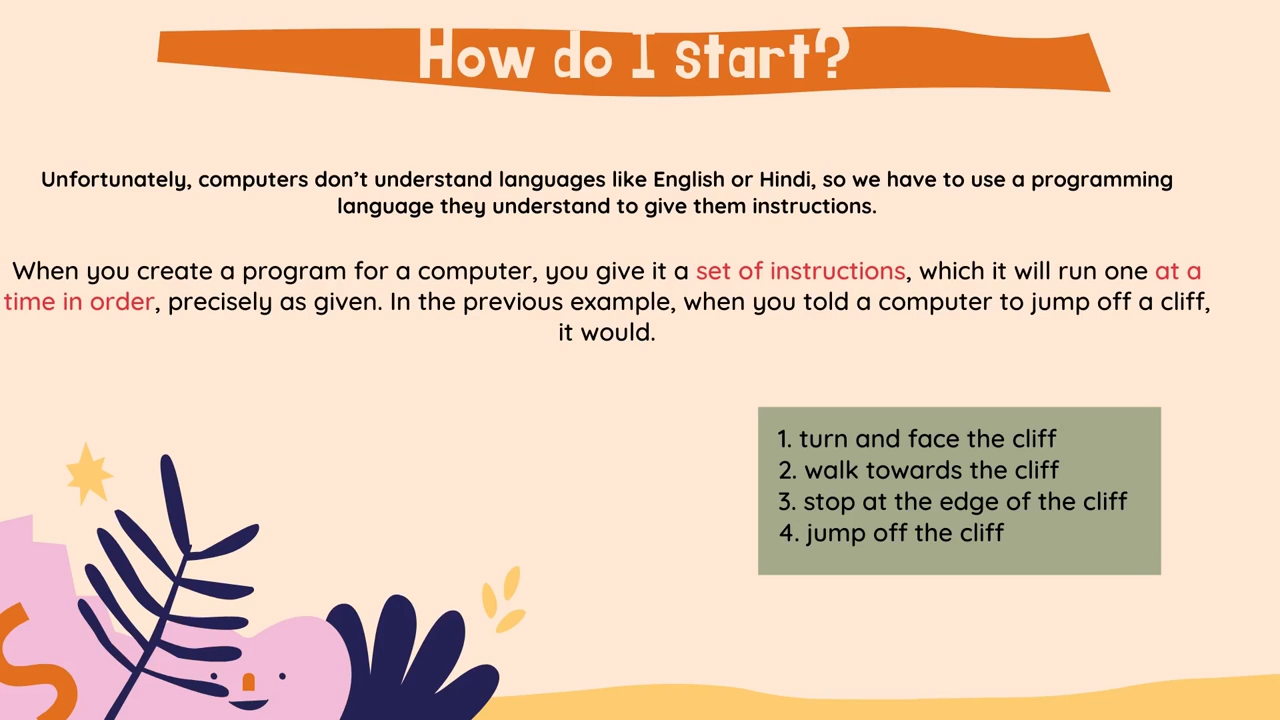 How do I start?
Unfortunately, computers don't understand languages like English or Hindi, so we have to use a programming
language they understand to give them instructions.
When you create a program for a computer, you give it a set of instructions, which it will run one at a
time in order, precisely as given. In the previous example, when you told a computer to jump off a cliff,
it would.
1. turn and face the cliff
2. walk towards the cliff
3. stop at the edge of the cliff
4. jump off the cliff